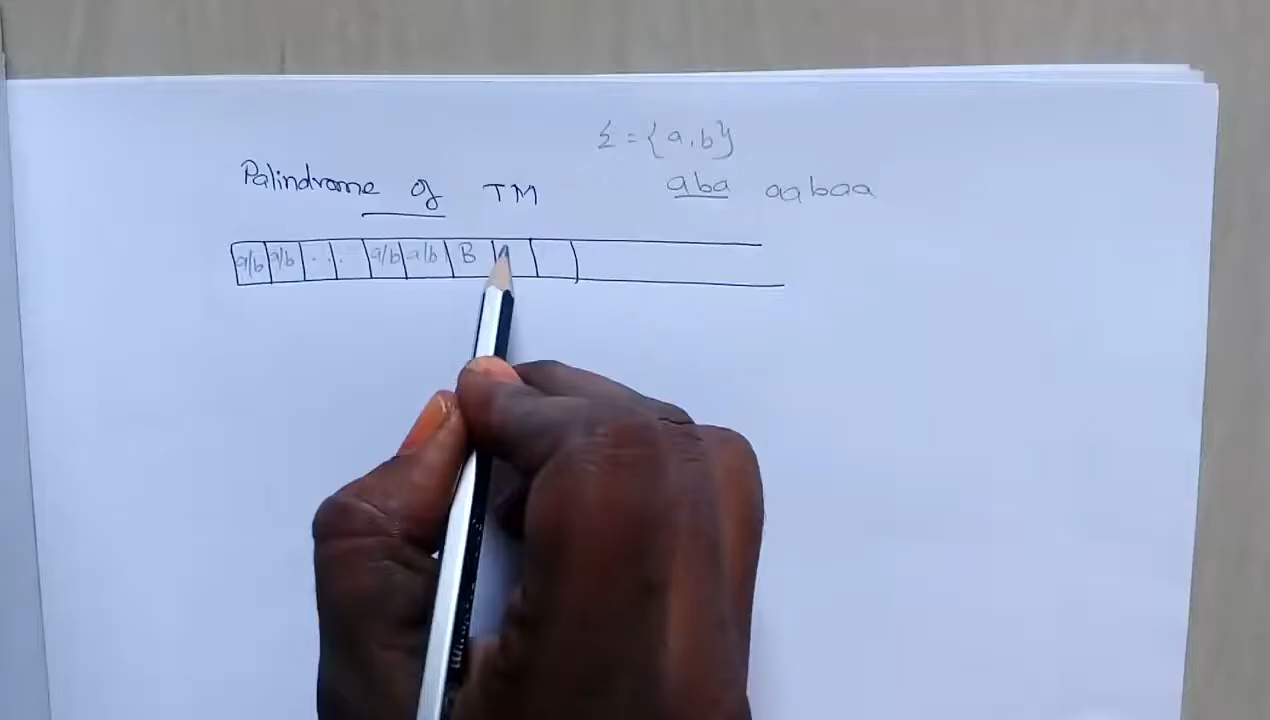 Σ = {a,b}
Palindrome of TM
aba aabaa
a/b a/b . . . a/b a/b B